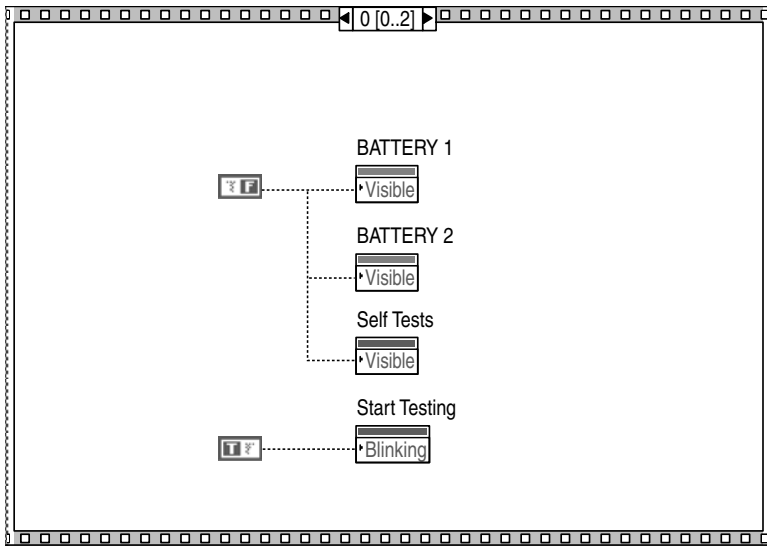 0 [0..2]
BATTERY 1
F
Visible
BATTERY 2
Visible
Self Tests
Visible
Start Testing
T
Blinking